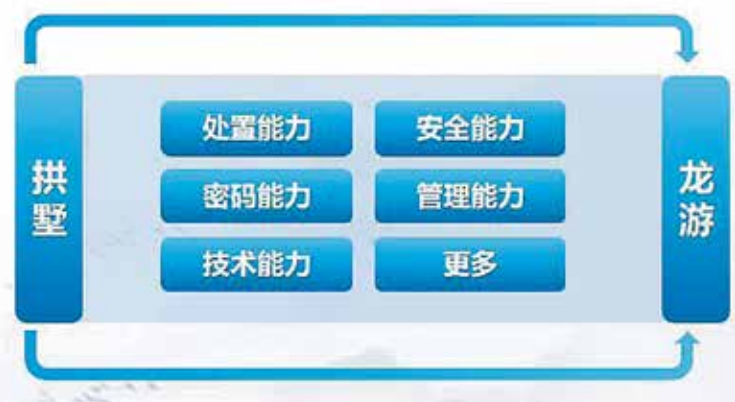 拱墅
处置能力
安全能力
密码能力
管理能力
技术能力
更多
龙游